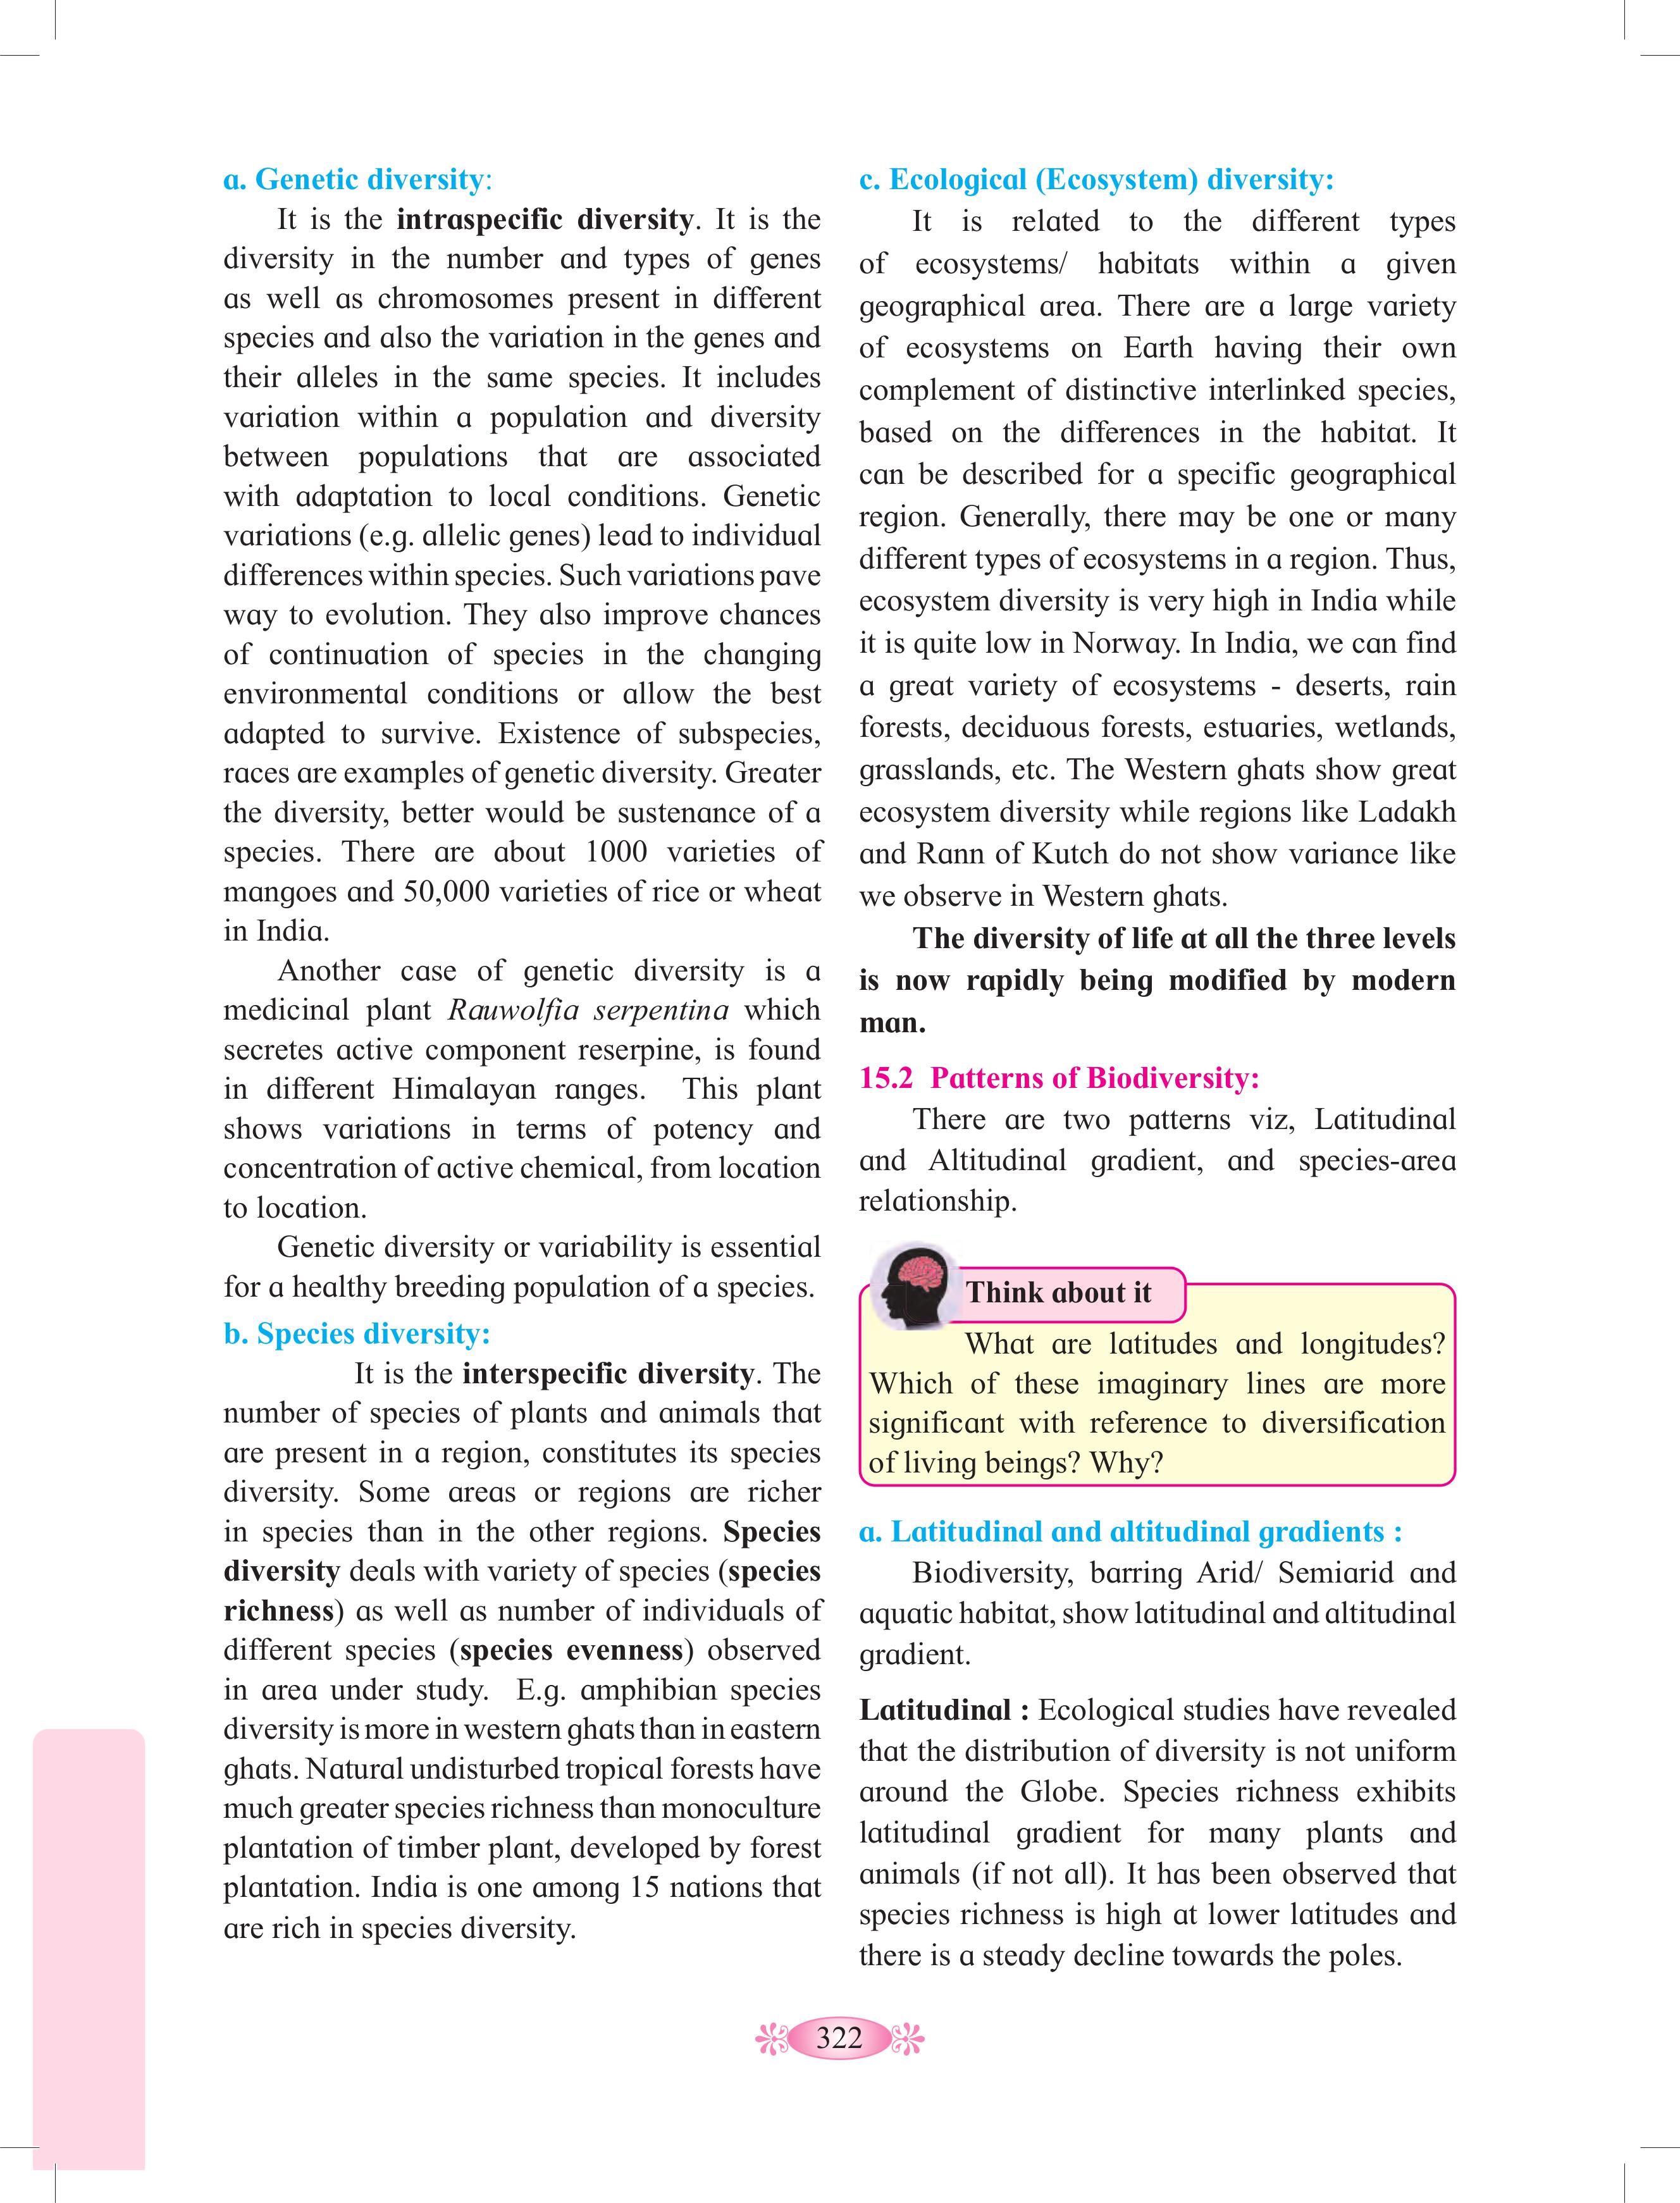 a. Genetic diversity:
It is the intraspecific diversity. It is the
diversity in the number and types of genes
as well as chromosomes present in different
species and also the variation in the genes and
their alleles in the same species. It includes
variation within a population and diversity
between populations that are associated
with adaptation to local conditions. Genetic
variations (e.g. allelic genes) lead to individual
differences within species. Such variations pave
way to evolution. They also improve chances
of continuation of species in the changing
environmental conditions or allow the best
adapted to survive. Existence of subspecies,
races are examples of genetic diversity. Greater
the diversity, better would be sustenance of a
species. There are about 1000 varieties of
mangoes and 50,000 varieties of rice or wheat
in India.
Another case of genetic diversity is a
medicinal plant Rauwolfia serpentina which
secretes active component reserpine, is found
in different Himalayan ranges. This plant
shows variations in terms of potency and
concentration of active chemical, from location
to location.
Genetic diversity or variability is essential
for a healthy breeding population of a species.
b. Species diversity:
It is the interspecific diversity. The
number of species of plants and animals that
are present in a region, constitutes its species
diversity. Some areas or regions are richer
in species than in the other regions. Species
diversity deals with variety of species (species
richness) as well as number of individuals of
different species (species evenness) observed
in area under study. E.g. amphibian species
diversity is more in western ghats than in eastern
ghats. Natural undisturbed tropical forests have
much greater species richness than monoculture
plantation of timber plant, developed by forest
plantation. India is one among 15 nations that
are rich in species diversity.
c. Ecological (Ecosystem) diversity:
It is related to the different types
of ecosystems/ habitats within a given
geographical area. There are a large variety
of ecosystems on Earth having their own
complement of distinctive interlinked species,
based on the differences in the habitat. It
can be described for a specific geographical
region. Generally, there may be one or many
different types of ecosystems in a region. Thus,
ecosystem diversity is very high in India while
it is quite low in Norway. In India, we can find
a great variety of ecosystems - deserts, rain
forests, deciduous forests, estuaries, wetlands,
grasslands, etc. The Western ghats show great
ecosystem diversity while regions like Ladakh
and Rann of Kutch do not show variance like
we observe in Western ghats.
The diversity of life at all the three levels
is now rapidly being modified by modern
man.
15.2 Patterns of Biodiversity:
There are two patterns viz, Latitudinal
and Altitudinal gradient, and species-area
relationship.
Think about it
What are latitudes and longitudes?
Which of these imaginary lines are more
significant with reference to diversification
of living beings? Why?
a. Latitudinal and altitudinal gradients :
Biodiversity, barring Arid/ Semiarid and
aquatic habitat, show latitudinal and altitudinal
gradient.
Latitudinal : Ecological studies have revealed
that the distribution of diversity is not uniform
around the Globe. Species richness exhibits
latitudinal gradient for many plants and
animals (if not all). It has been observed that
species richness is high at lower latitudes and
there is a steady decline towards the poles.
322